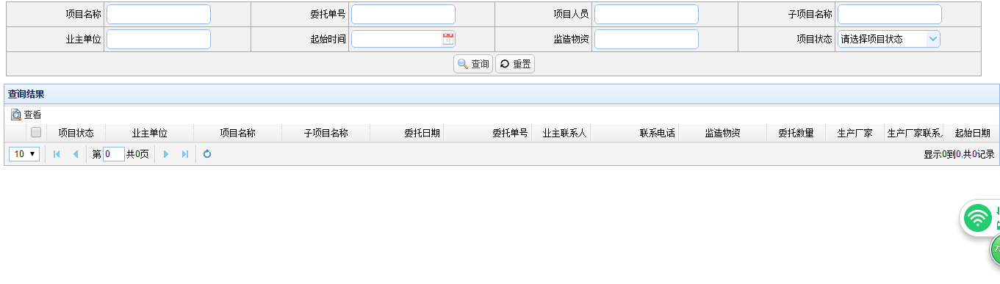 项目名称 委托单号 项目人员 子项目名称
业主单位 起始时间 监造物资 项目状态 请选择项目状态
查询 重置
查询结果
查看
项目状态 业主单位 项目名称 子项目名称 委托日期 委托单号 业主联系人 联系电话 监造物资 委托数量 生产厂家 生产厂家联系 起始日期
10 第 0 共0页 显示0到0,共0记录